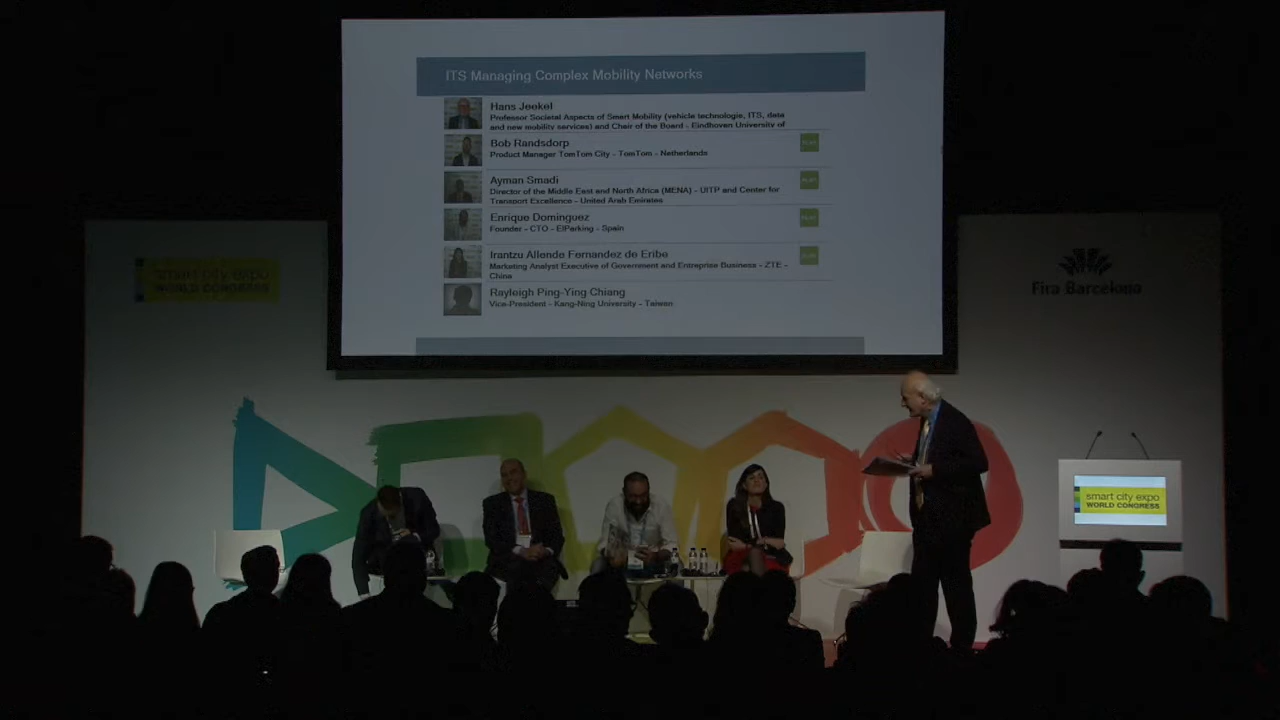 ITS Managing Complex Mobility Networks
Hans Jeekel
Professor Societal Aspects of Smart Mobility (vehicle technologie, ITS, data
and new mobility services) and Chair of the Board - Eindhoven University of
Bob Randsdorp
Product Manager TomTom City - TomTom - Netherlands
Ayman Smadi
Director of the Middle East and North Africa (MENA) - UITP and Center for
Transport Excellence - United Arab Emirates
Enrique Dominguez
Founder - CTO - ElParking - Spain
Irantzu Allende Fernandez de Eribe
Marketing Analyst Executive of Government and Entreprise Business - ZTE -
China
Rayleigh Ping-Ying Chiang
Vice-President - Kang-Ning University - Taiwan
smart city expo
WORLD CONGRESS
Fira Barcelona
smart city expo
WORLD CONGRESS